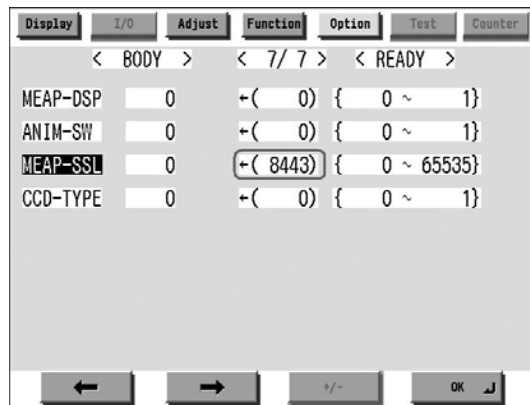 Display I/O Adjust Function Option Test Counter
< BODY > < 7/ 7 > < READY >
MEAP-DSP 0 ←( 0) { 0 ~ 1}
ANIM-SW 0 ←( 0) { 0 ~ 1}
MEAP-SSL 0 ←( 8443) { 0 ~ 65535}
CCD-TYPE 0 ←( 0) { 0 ~ 1}
← → +/- OK